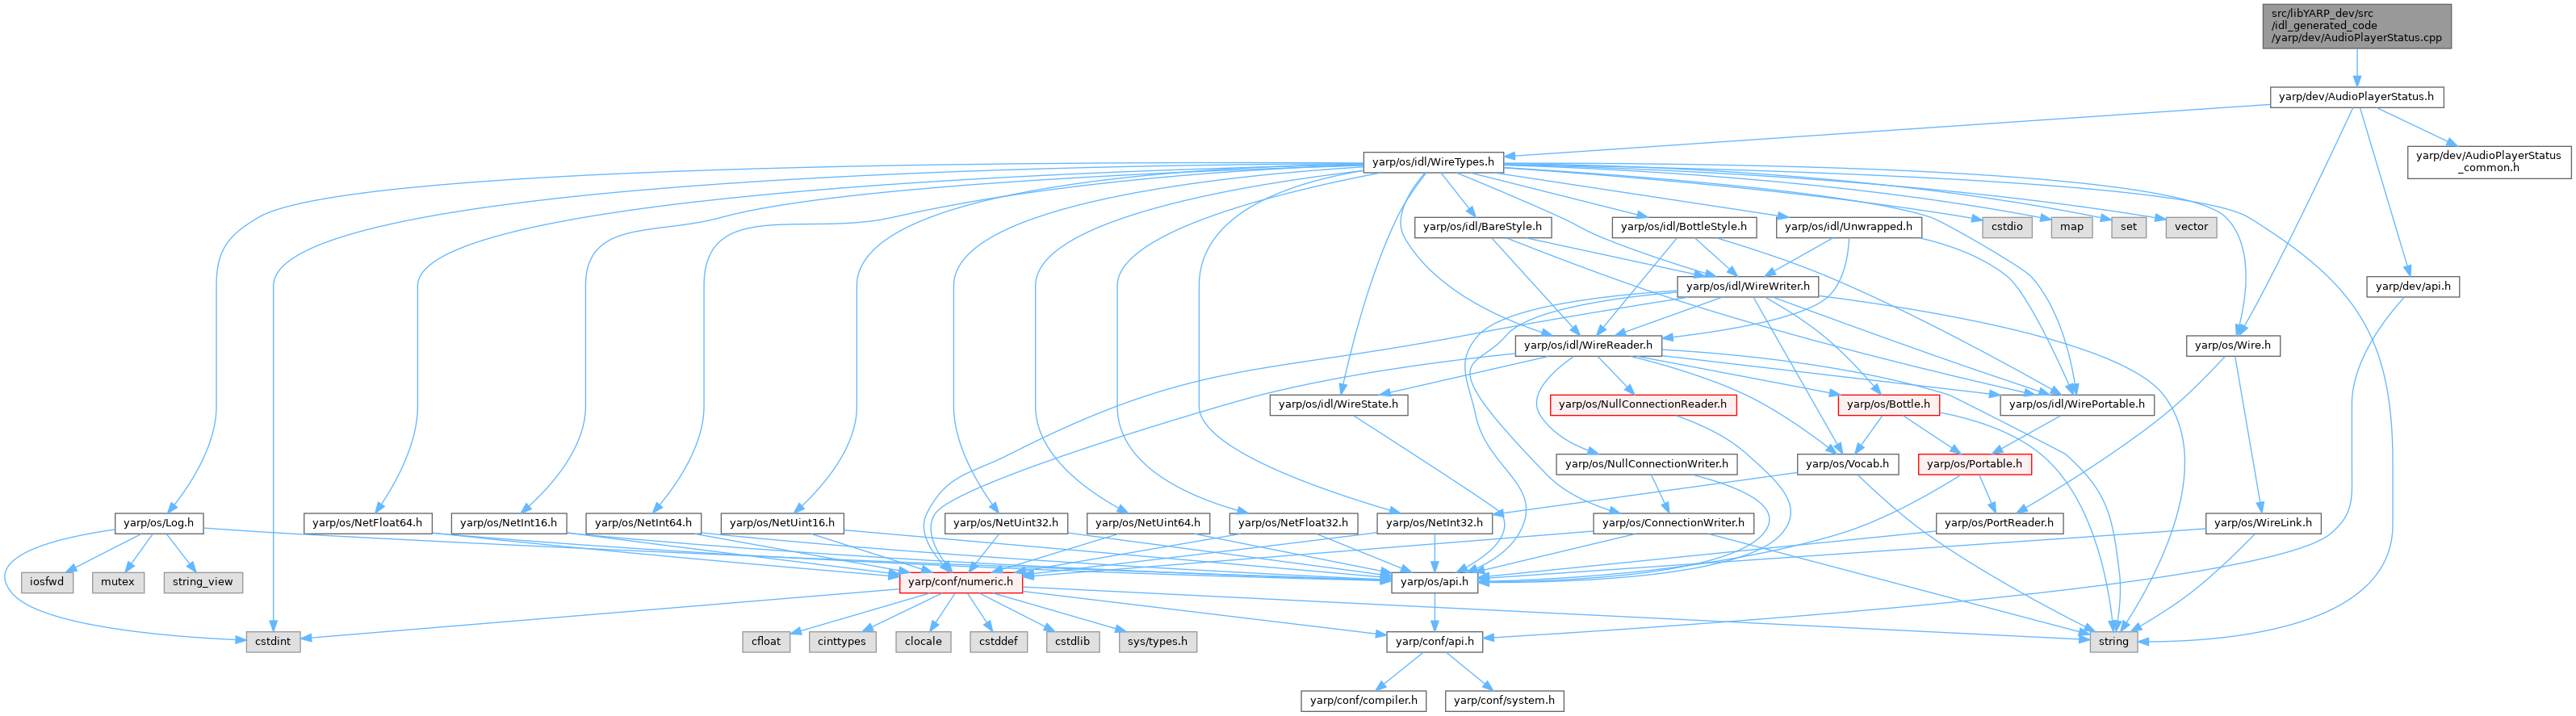 src/libYARP_dev/src
/idl_generated_code
/yarp/dev/AudioPlayerStatus.cpp
yarp/dev/AudioPlayerStatus.h
yarp/os/idl/WireTypes.h
yarp/dev/AudioPlayerStatus
_common.h
yarp/os/idl/BareStyle.h
yarp/os/idl/BottleStyle.h
yarp/os/idl/Unwrapped.h
cstdio
map
set
vector
yarp/os/idl/WireWriter.h
yarp/dev/api.h
yarp/os/idl/WireReader.h
yarp/os/Wire.h
yarp/os/idl/WireState.h
yarp/os/NullConnectionReader.h
yarp/os/Bottle.h
yarp/os/idl/WirePortable.h
yarp/os/NullConnectionWriter.h
yarp/os/Vocab.h
yarp/os/Portable.h
yarp/os/Log.h
yarp/os/NetFloat64.h
yarp/os/NetInt16.h
yarp/os/NetInt64.h
yarp/os/NetUint16.h
yarp/os/NetUint32.h
yarp/os/NetUint64.h
yarp/os/NetFloat32.h
yarp/os/NetInt32.h
yarp/os/ConnectionWriter.h
yarp/os/PortReader.h
yarp/os/WireLink.h
iosfwd
mutex
string_view
yarp/conf/numeric.h
yarp/os/api.h
cstdint
cfloat
cinttypes
clocale
cstddef
cstdlib
sys/types.h
yarp/conf/api.h
string
yarp/conf/compiler.h
yarp/conf/system.h